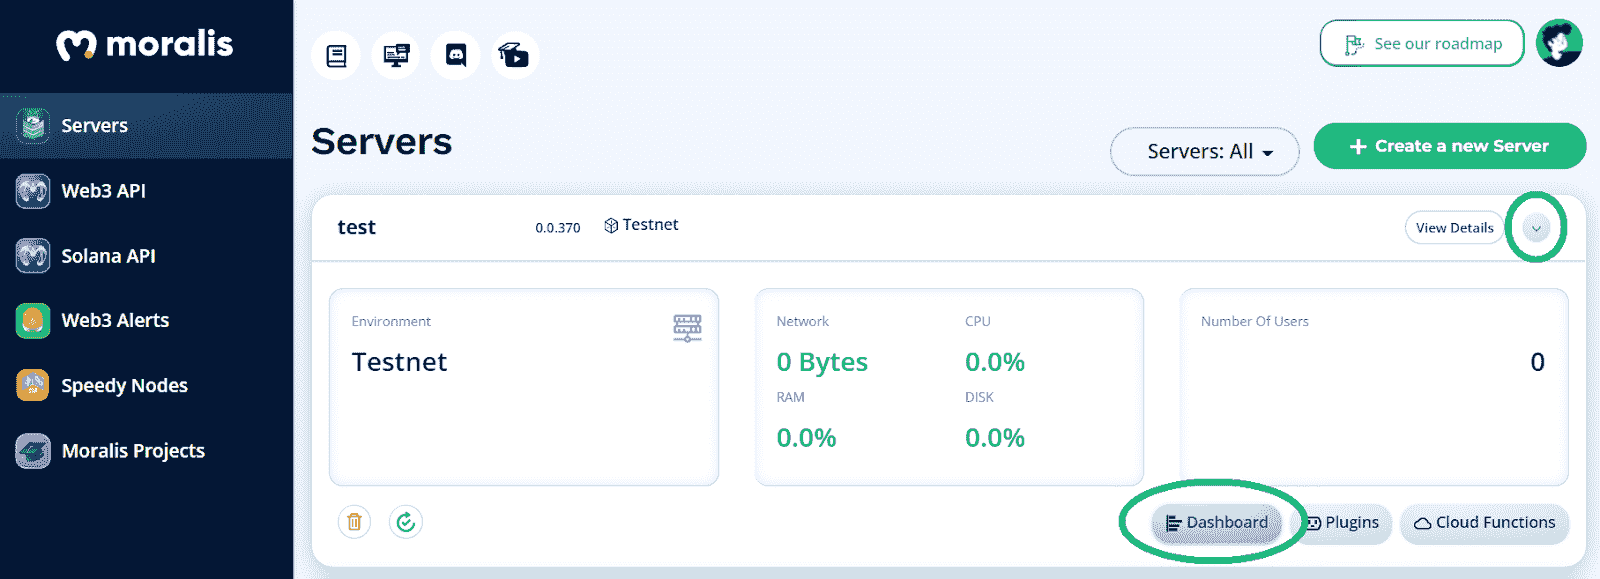 moralis
Servers
Web3 API
Solana API
Web3 Alerts
Speedy Nodes
Moralis Projects
See our roadmap
Servers
Servers: All
+ Create a new Server
test
0.0.370
Testnet
View Details
Environment
Testnet
Network
0 Bytes
CPU
0.0%
RAM
0.0%
DISK
0.0%
Number Of Users
0
Dashboard
Plugins
Cloud Functions